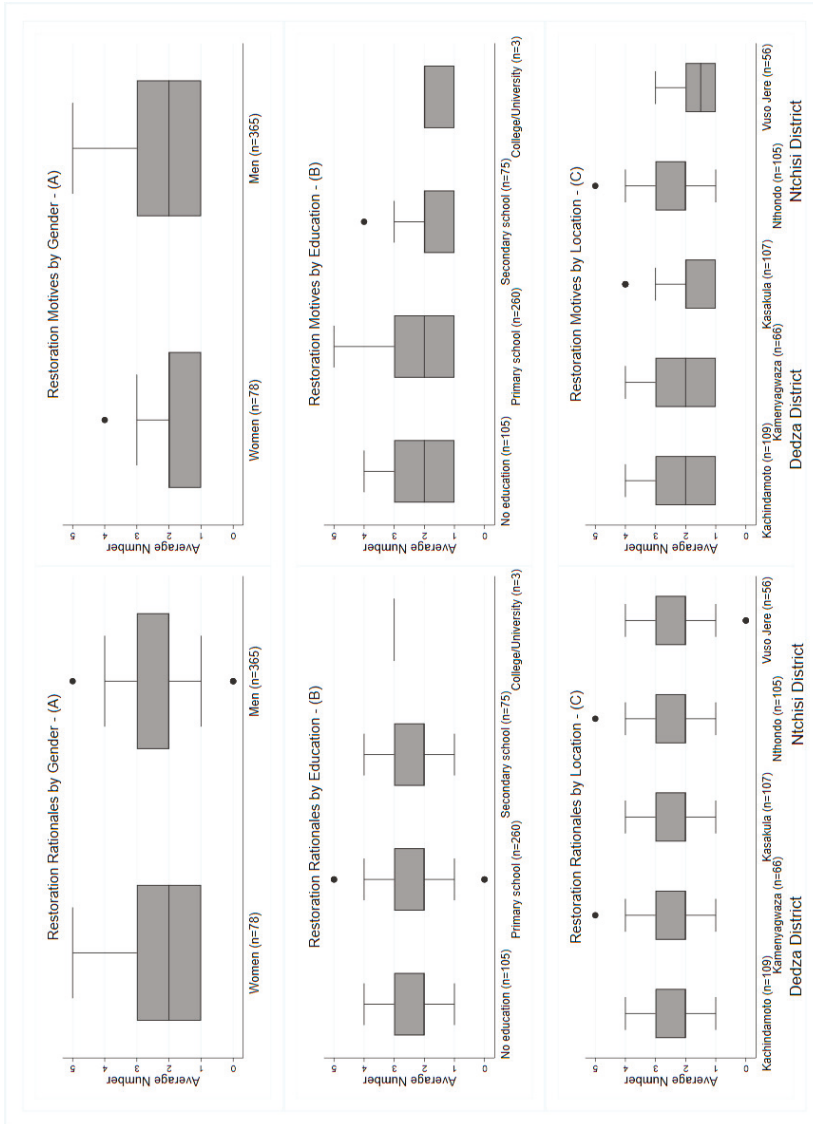 Restoration Rationales by Gender - (A)
Average Number
5
4
3
2
1
0
Women (n=78)
Men (n=365)
Restoration Motives by Gender - (A)
Average Number
5
4
3
2
1
0
Women (n=78)
Men (n=365)
Restoration Rationales by Education - (B)
Average Number
5
4
3
2
1
0
No education (n=105)
Primary school (n=260)
Secondary school (n=75)
College/University (n=3)
Restoration Motives by Education - (B)
Average Number
5
4
3
2
1
0
No education (n=105)
Primary school (n=260)
Secondary school (n=75)
College/University (n=3)
Restoration Rationales by Location - (C)
Average Number
5
4
3
2
1
0
Kachindamoto (n=109)
Kamenyagwaza (n=66)
Kasakula (n=107)
Nthondo (n=105)
Vuso Jere (n=56)
Dedza District
Ntchisi District
Restoration Motives by Location - (C)
Average Number
5
4
3
2
1
0
Kachindamoto (n=109)
Kamenyagwaza (n=66)
Kasakula (n=107)
Nthondo (n=105)
Vuso Jere (n=56)
Dedza District
Ntchisi District